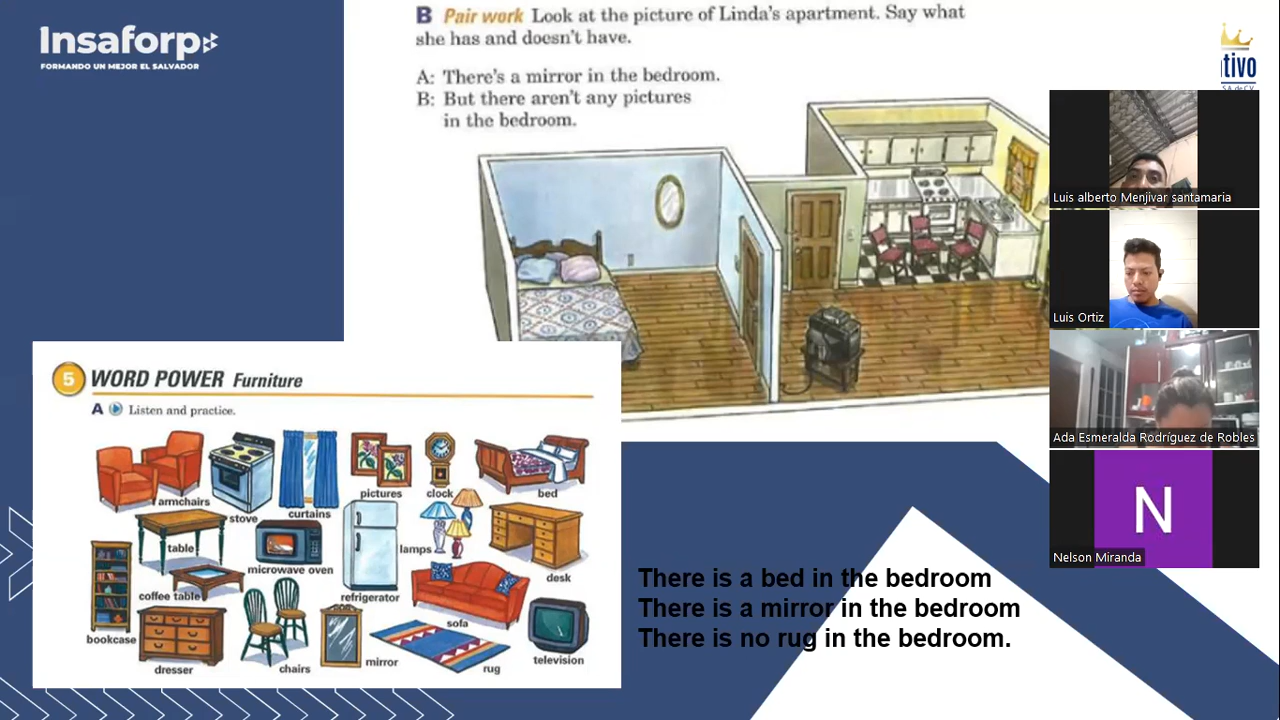 Insaforp
FORMANDO UN MEJOR EL SALVADOR
B Pair work Look at the picture of Linda's apartment. Say what
she has and doesn't have.
A: There's a mirror in the bedroom.
B: But there aren't any pictures
in the bedroom.
tivo
S.A. de C.V.
Luis alberto Menjivar santamaria
Luis Ortiz
Ada Esmeralda Rodríguez de Robles
N
Nelson Miranda
5 WORD POWER Furniture
A Listen and practice.
armchairs
stove
curtains
pictures
clock
bed
table
microwave oven
lamps
desk
coffee table
refrigerator
bookcase
sofa
dresser
chairs
mirror
rug
television
There is a bed in the bedroom
There is a mirror in the bedroom
There is no rug in the bedroom.